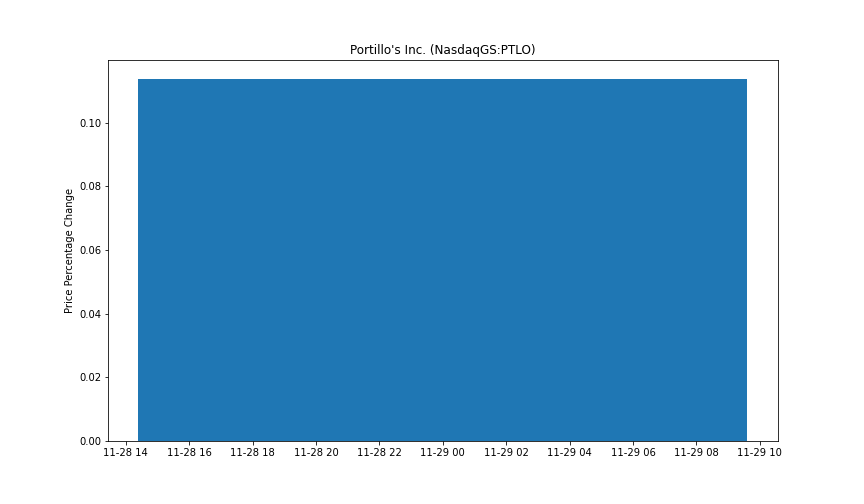 Portillo's Inc. (NasdaqGS:PTLO)
Price Percentage Change
0.10
0.08
0.06
0.04
0.02
0.00
11-28 14 11-28 16 11-28 18 11-28 20 11-28 22 11-29 00 11-29 02 11-29 04 11-29 06 11-29 08 11-29 10